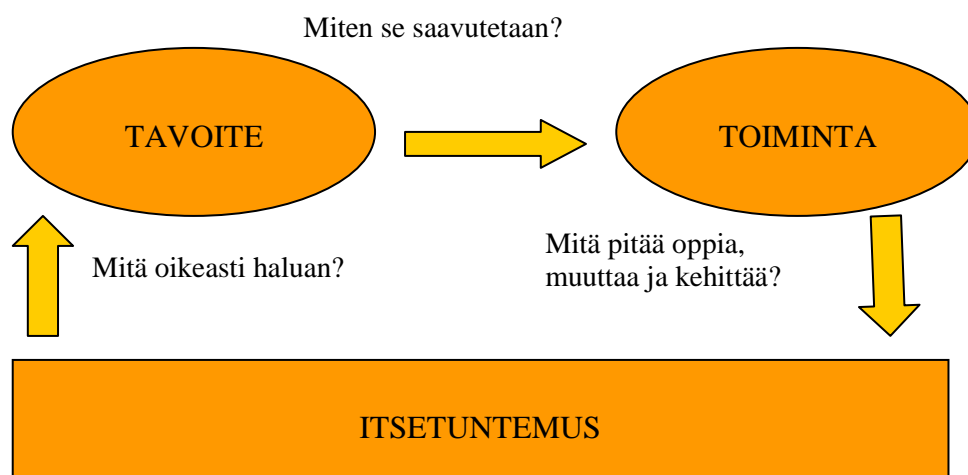 Miten se saavutetaan?
TAVOITE
TOIMINTA
Mitä oikeasti haluan?
Mitä pitää oppia,
muuttaa ja kehittää?
ITSETUNTEMUS